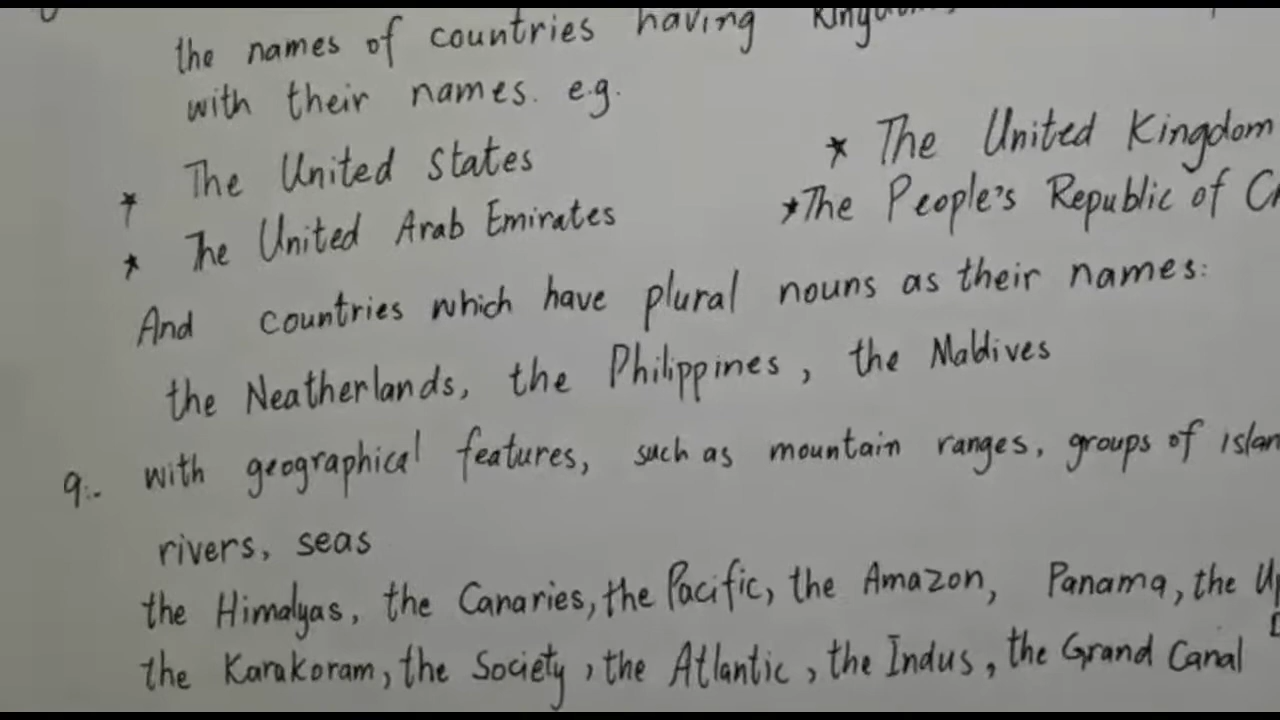 the names of countries having
with their names. e.g.
* The United States
* The United Kingdom
* The United Arab Emirates
* The People's Republic of
And countries which have plural nouns as their names:
the Neatherlands, the Philippines, the Maldives
9:- with geographical features, such as mountain ranges, groups of
rivers, seas
the Himalyas, the Canaries, the Pacific, the Amazon, Panama, the
the Karakoram, the Society, the Atlantic, the Indus, the Grand Canal